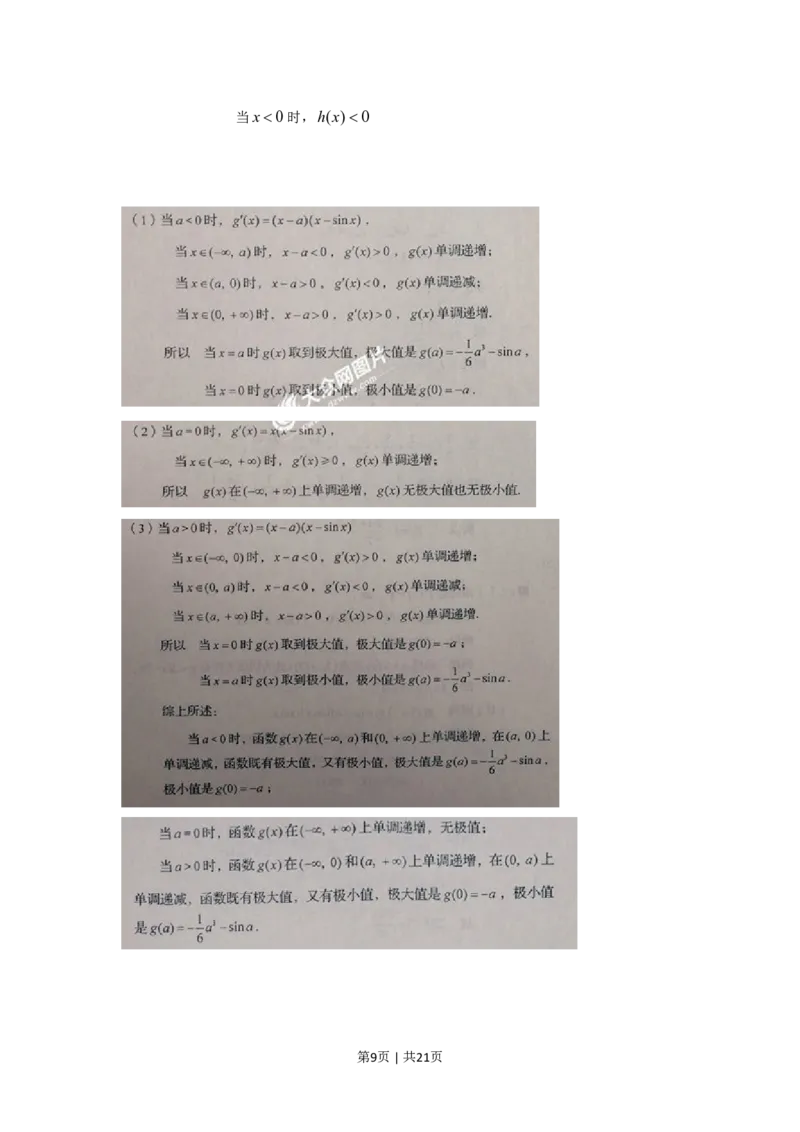 当x<0时，h(x)<0
（1）当a<0时，g′(x)=(x−a)(x−sinx)．
当x∈(−∞, a)时，x−a<0，g′(x)>0，g(x)单调递增；
当x∈(a, 0)时，x−a>0，g′(x)<0，g(x)单调递减；
当x∈(0, +∞)时，x−a>0．g′(x)>0．g(x)单调递增.
所以 当x=a时g(x)取到极大值，极大值是g(a)=−1/6a³−sina，
当x=0时g(x)取到极小值，极小值是g(0)=−a．
大众网图片
（2）当a=0时，g′(x)=x(x−sinx)，
当x∈(−∞, +∞)时，g′(x)≥0，g(x)单调递增；
所以 g(x)在(−∞, +∞)上单调递增，g(x)无极大值也无极小值.
（3）当a>0时，g′(x)=(x−a)(x−sinx)
当x∈(−∞, 0)时，x−a<0，g′(x)>0，g(x)单调递增；
当x∈(0, a)时，x−a<0，g′(x)<0，g(x)单调递减；
当x∈(a, +∞)时，x−a>0，g′(x)>0，g(x)单调递增.
所以 当x=0时g(x)取到极大值，极大值是g(0)=−a；
当x=a时g(x)取到极小值，极小值是g(a)=−1/6a³−sina．
综上所述：
当a<0时，函数g(x)在(−∞, a)和(0, +∞)上单调递增，在(a, 0)上
单调递减，函数既有极大值，又有极小值，极大值是g(a)=−1/6a³−sina，
极小值是g(0)=−a；
当a=0时，函数g(x)在(−∞, +∞)上单调递增，无极值；
当a>0时，函数g(x)在(−∞, 0)和(a, +∞)上单调递增，在(0, a)上
单调递减，函数既有极大值，又有极小值，极大值是g(0)=−a，极小值
是g(a)=−1/6a³−sina．
第9页 | 共21页